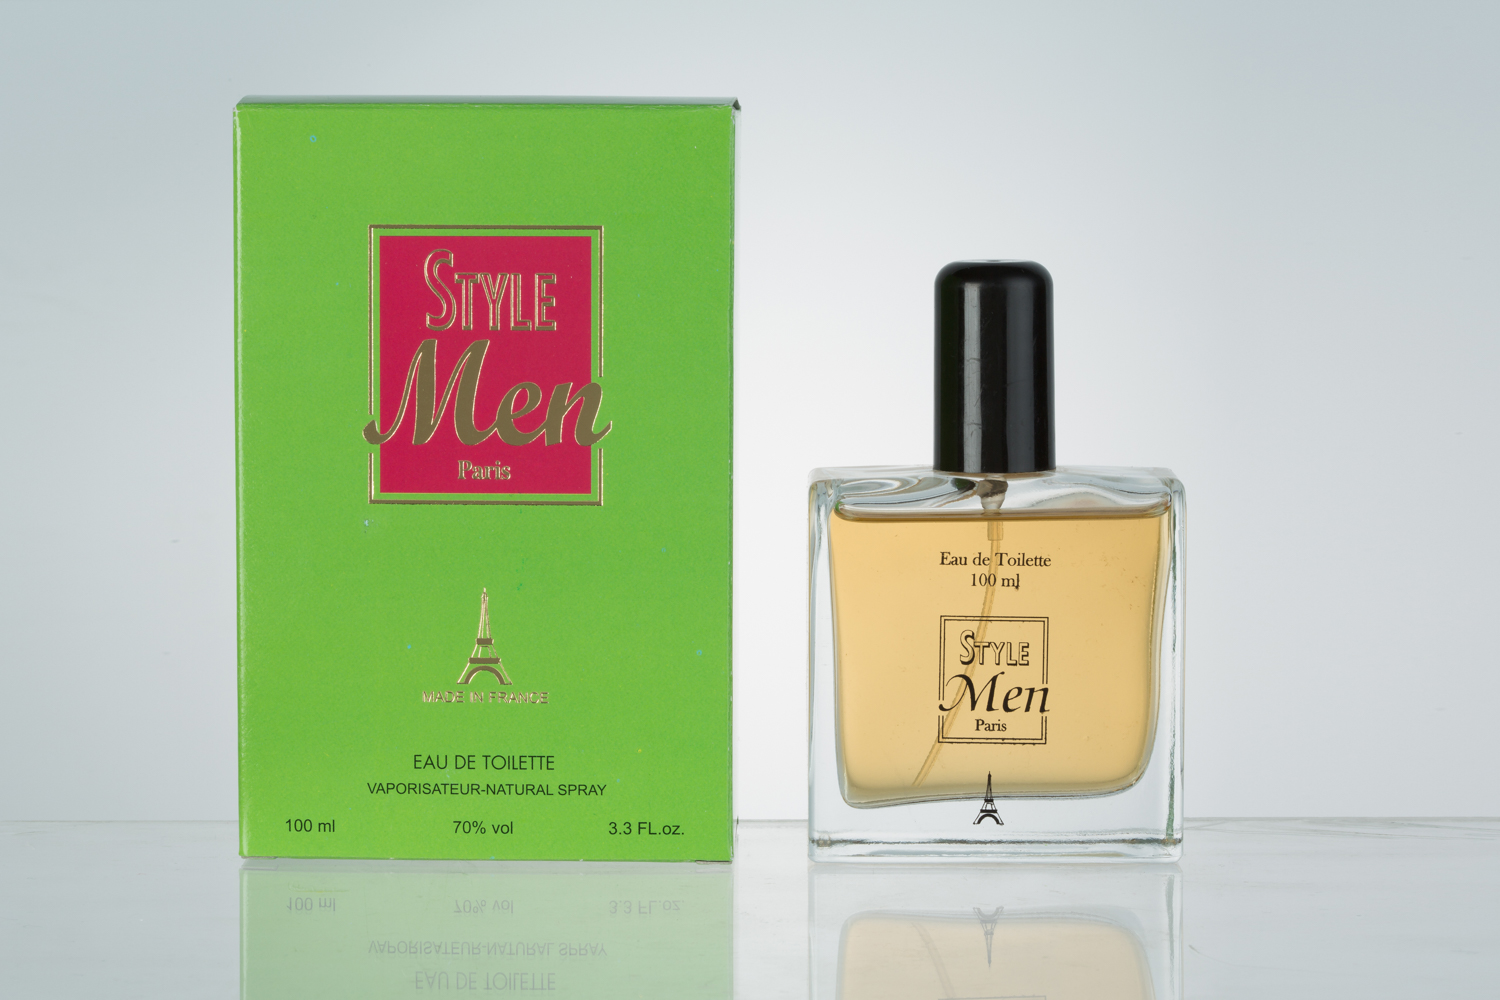 STYLE
Men
Paris
MADE IN FRANCE
EAU DE TOILETTE
VAPORISATEUR-NATURAL SPRAY
100 ml 70% vol 3.3 FL.oz.
Eau de Toilette
100 ml
STYLE
Men
Paris